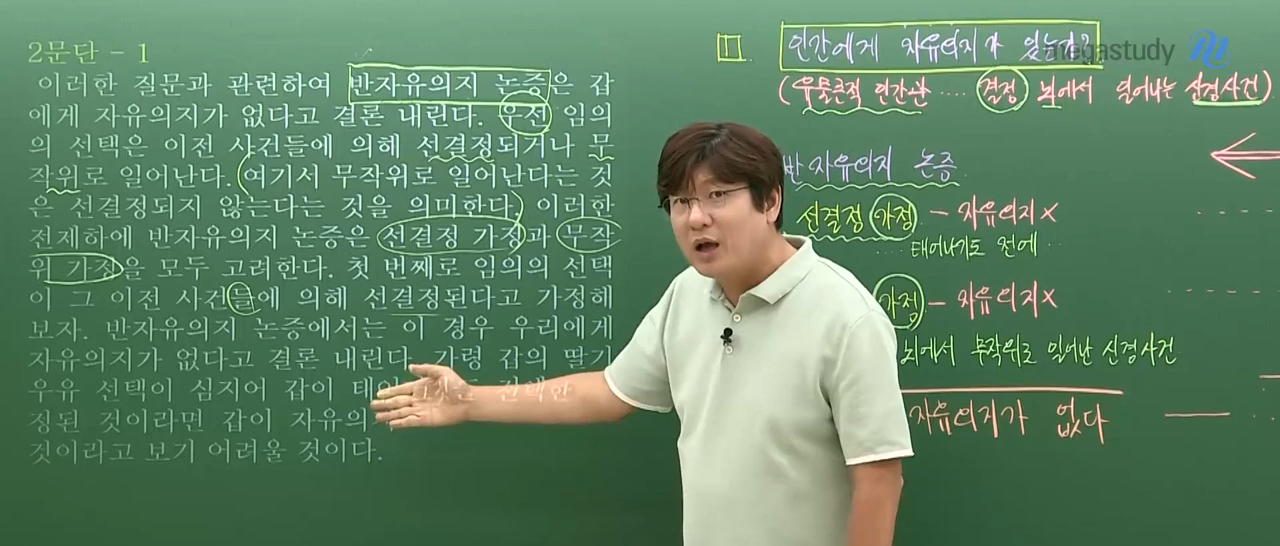 2문단 - 1
이러한 질문과 관련하여 반자유의지 논증은 갑
에게 자유의지가 없다고 결론 내린다. 우선 임의
의 선택은 이전 사건들에 의해 선결정되거나 무
작위로 일어난다. 여기서 무작위로 일어난다는 것
은 선결정되지 않는다는 것을 의미한다. 이러한
전제하에 반자유의지 논증은 선결정 가정과 무작
위 가정을 모두 고려한다. 첫 번째로 임의의 선택
이 그 이전 사건들에 의해 선결정된다고 가정해
보자. 반자유의지 논증에서는 이 경우 우리에게
자유의지가 없다고 결론 내린다. 가령 갑의 딸기
우유 선택이 심지어 갑이
정된 것이라면 갑이
것이라고 보기 어려울 것이다.
1. 인간에게 자유의지가 있는가?
megastudy
( 인간관 .... 결정 뇌에서 일어나는 신경사건)
반자유의지 논증
선결정 가정 - 자유의지 X
태어나기도 전에 ..
가정 - 자유의지 X
뇌에서 무작위로 일어난 신경사건
자유의지가 없다